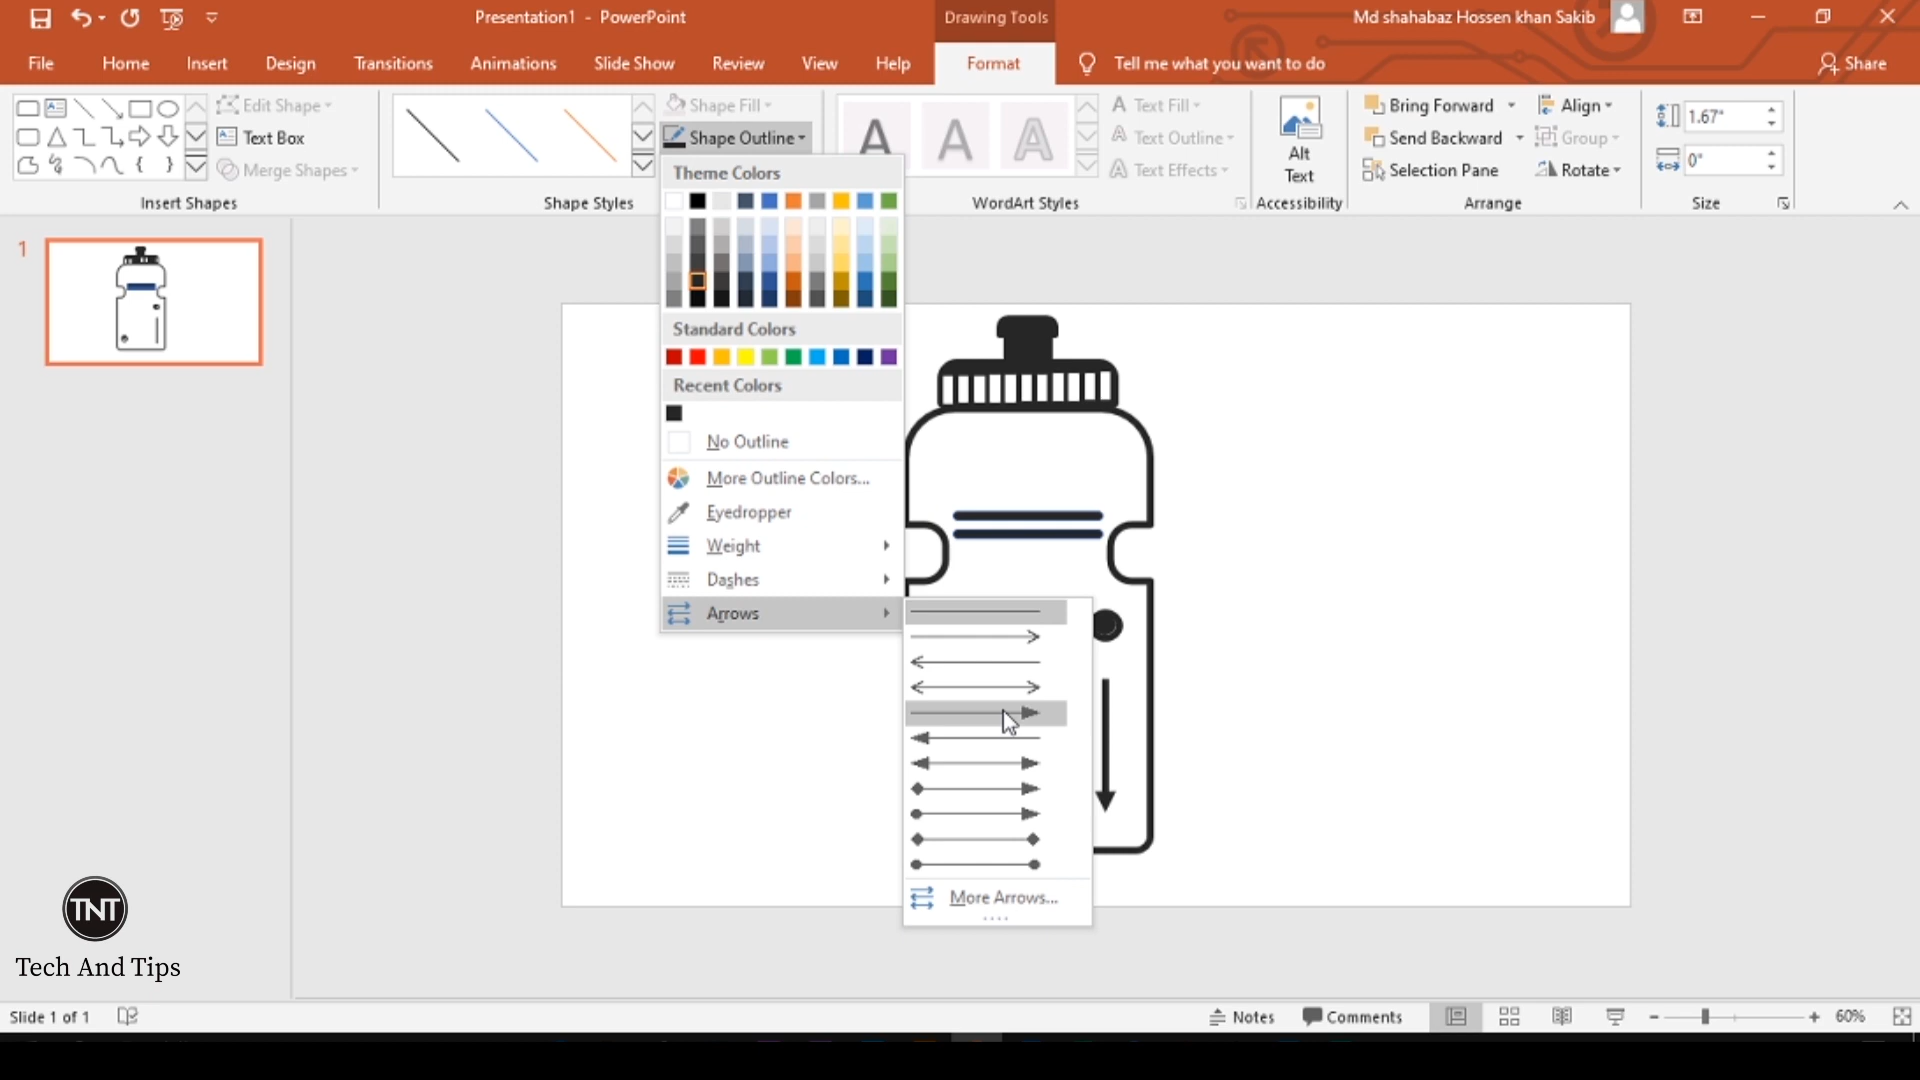 Presentation1 - PowerPoint
Drawing Tools
Md shahabaz Hossen khan Sakib
File Home Insert Design Transitions Animations Slide Show Review View Help Format Tell me what you want to do Share
Edit Shape
Text Box
Merge Shapes
Insert Shapes
Shape Fill
Shape Outline
Shape Styles
A A A
Text Fill
Text Outline
Text Effects
WordArt Styles
Alt
Text
Accessibility
Bring Forward
Send Backward
Selection Pane
Align
Group
Rotate
Arrange
1.67"
0"
Size
Theme Colors
Standard Colors
Recent Colors
No Outline
More Outline Colors...
Eyedropper
Weight
Dashes
Arrows
More Arrows...
1
TNT
Tech And Tips
Slide 1 of 1
Notes
Comments
60%